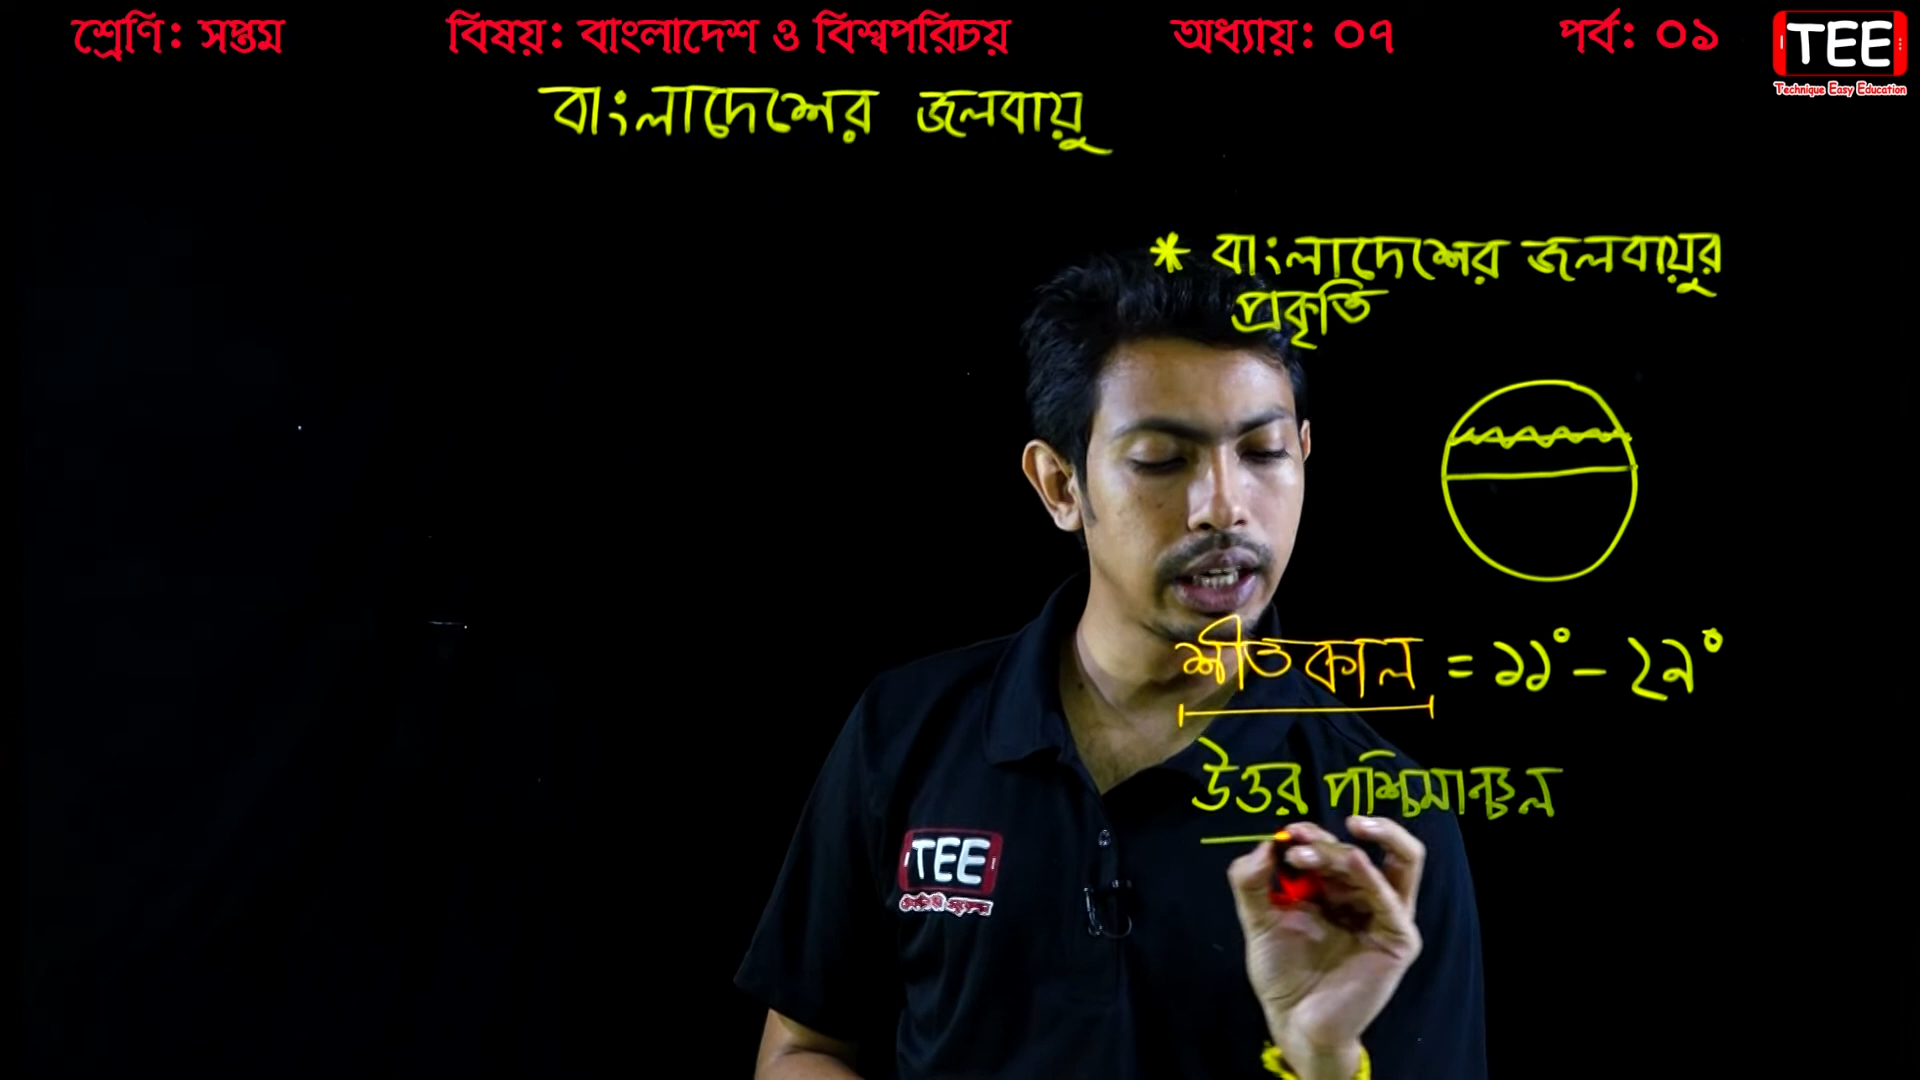 শ্রেণি: সপ্তম বিষয়: বাংলাদেশ ও বিশ্বপরিচয় অধ্যায়: ০৭ পর্ব: ০১
TEE
Technique Easy Education
বাংলাদেশের জলবায়ু
* বাংলাদেশের জলবায়ুর
প্রকৃতি
শীতকাল = ১১° - ২৯°
উত্তর পশ্চিমাঞ্চল
TEE